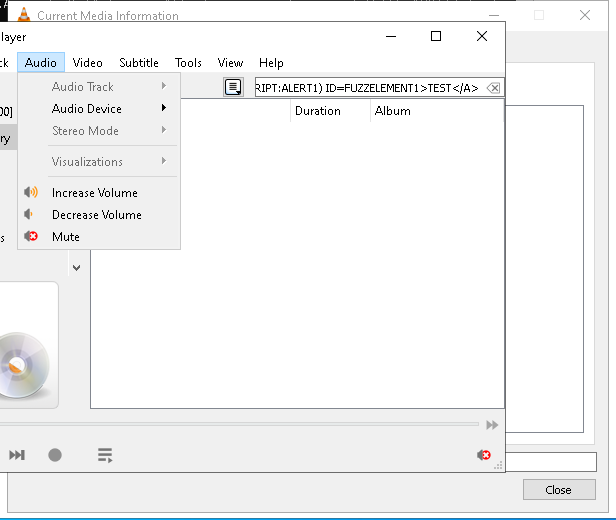 Current Media Information
layer
ck Audio Video Subtitle Tools View Help
RIPT:ALERT1) ID=FUZZELEMENT1>TEST</A>
Audio Track
Audio Device
Stereo Mode
Visualizations
Increase Volume
Decrease Volume
Mute
00]
ry
s
Duration Album
Close